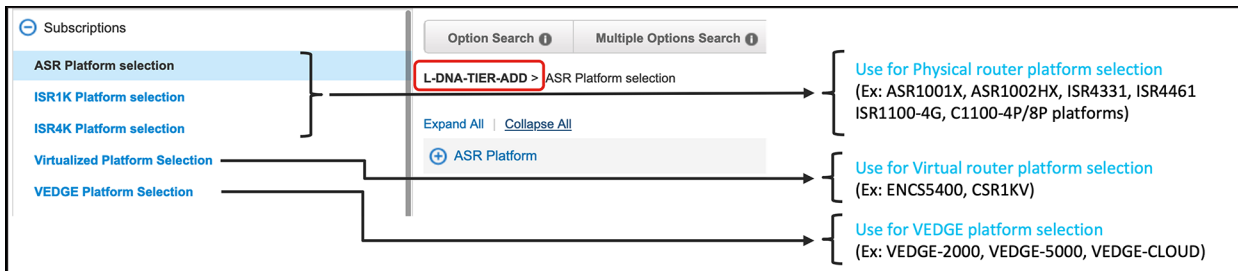 Subscriptions
ASR Platform selection
ISR1K Platform selection
ISR4K Platform selection
Virtualized Platform Selection
VEDGE Platform Selection
Option Search
Multiple Options Search
L-DNA-TIER-ADD > ASR Platform selection
Expand All | Collapse All
ASR Platform
Use for Physical router platform selection
(Ex: ASR1001X, ASR1002HX, ISR4331, ISR4461
ISR1100-4G, C1100-4P/8P platforms)
Use for Virtual router platform selection
(Ex: ENCS5400, CSR1KV)
Use for VEDGE platform selection
(Ex: VEDGE-2000, VEDGE-5000, VEDGE-CLOUD)